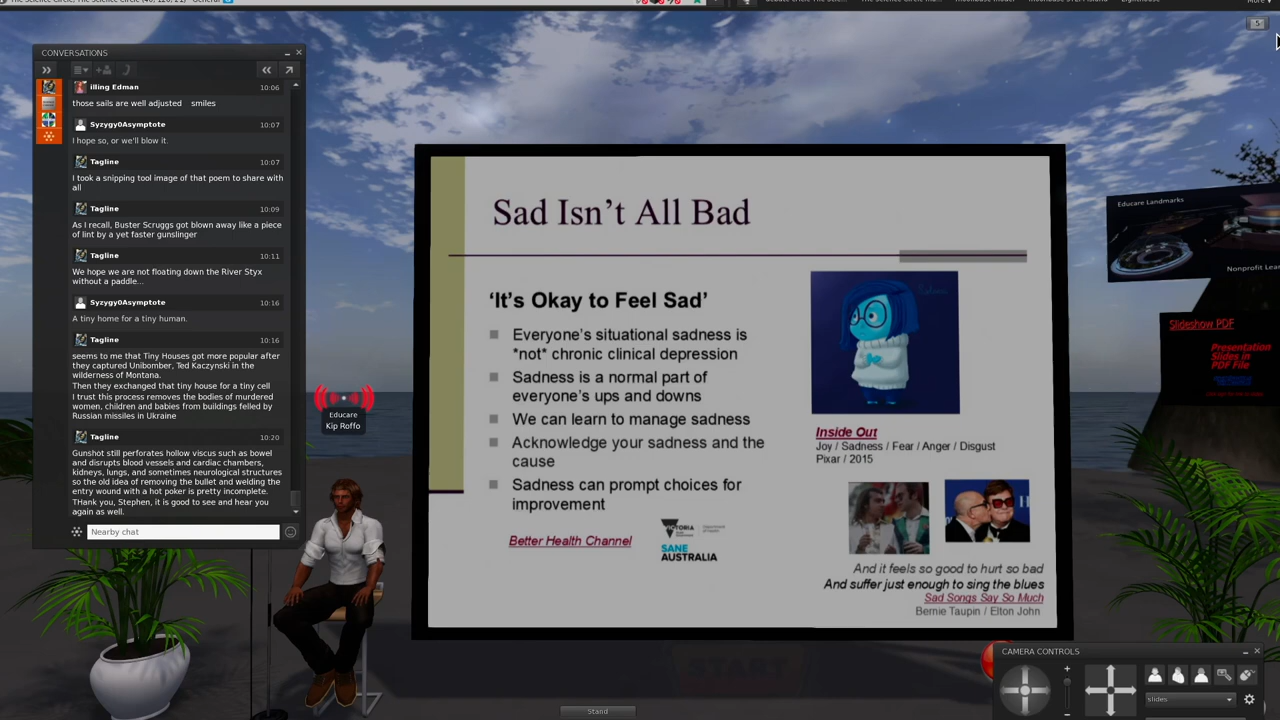 CONVERSATIONS
illing Edman 10:06
those sails are well adjusted smiles
Syzygy0Asymptote 10:07
I hope so, or we'll blow it.
Tagline 10:07
I took a snipping tool image of that poem to share with
all
Tagline 10:09
As I recall, Buster Scruggs got blown away like a piece
of lint by a yet faster gunslinger
Tagline 10:11
We hope we are not floating down the River Styx
without a paddle...
Syzygy0Asymptote 10:16
A tiny home for a tiny human.
Tagline 10:16
seems to me that Tiny Houses got more popular after
they captured Unibomber, Ted Kaczynski in the
wilderness of Montana.
Then they exchanged that tiny house for a tiny cell
I trust this process removes the bodies of murdered
women, children and babies from buildings felled by
Russian missiles in Ukraine
Tagline 10:20
Gunshot still perforates hollow viscus such as bowel
and disrupts blood vessels and cardiac chambers,
kidneys, lungs, and sometimes neurological structures
so the old idea of removing the bullet and welding the
entry wound with a hot poker is pretty incomplete.
Thank you, Stephen, it is good to see and hear you
again as well.
Nearby chat
Educare
Kip Roffo
Sad Isn't All Bad
'It's Okay to Feel Sad'
Everyone's situational sadness is
*not* chronic clinical depression
Sadness is a normal part of
everyone's ups and downs
We can learn to manage sadness
Acknowledge your sadness and the
cause
Sadness can prompt choices for
improvement
Better Health Channel
VICTORIA
SANE
AUSTRALIA
Inside Out
Joy / Sadness / Fear / Anger / Disgust
Pixar / 2015
And it feels so good to hurt so bad
And suffer just enough to sing the blues
Sad Songs Say So Much
Bernie Taupin / Elton John
Educare Landmarks
Nonprofit Lear
Slideshow PDF
Presentation
Slides in
PDF File
START
Stand
CAMERA CONTROLS
slides